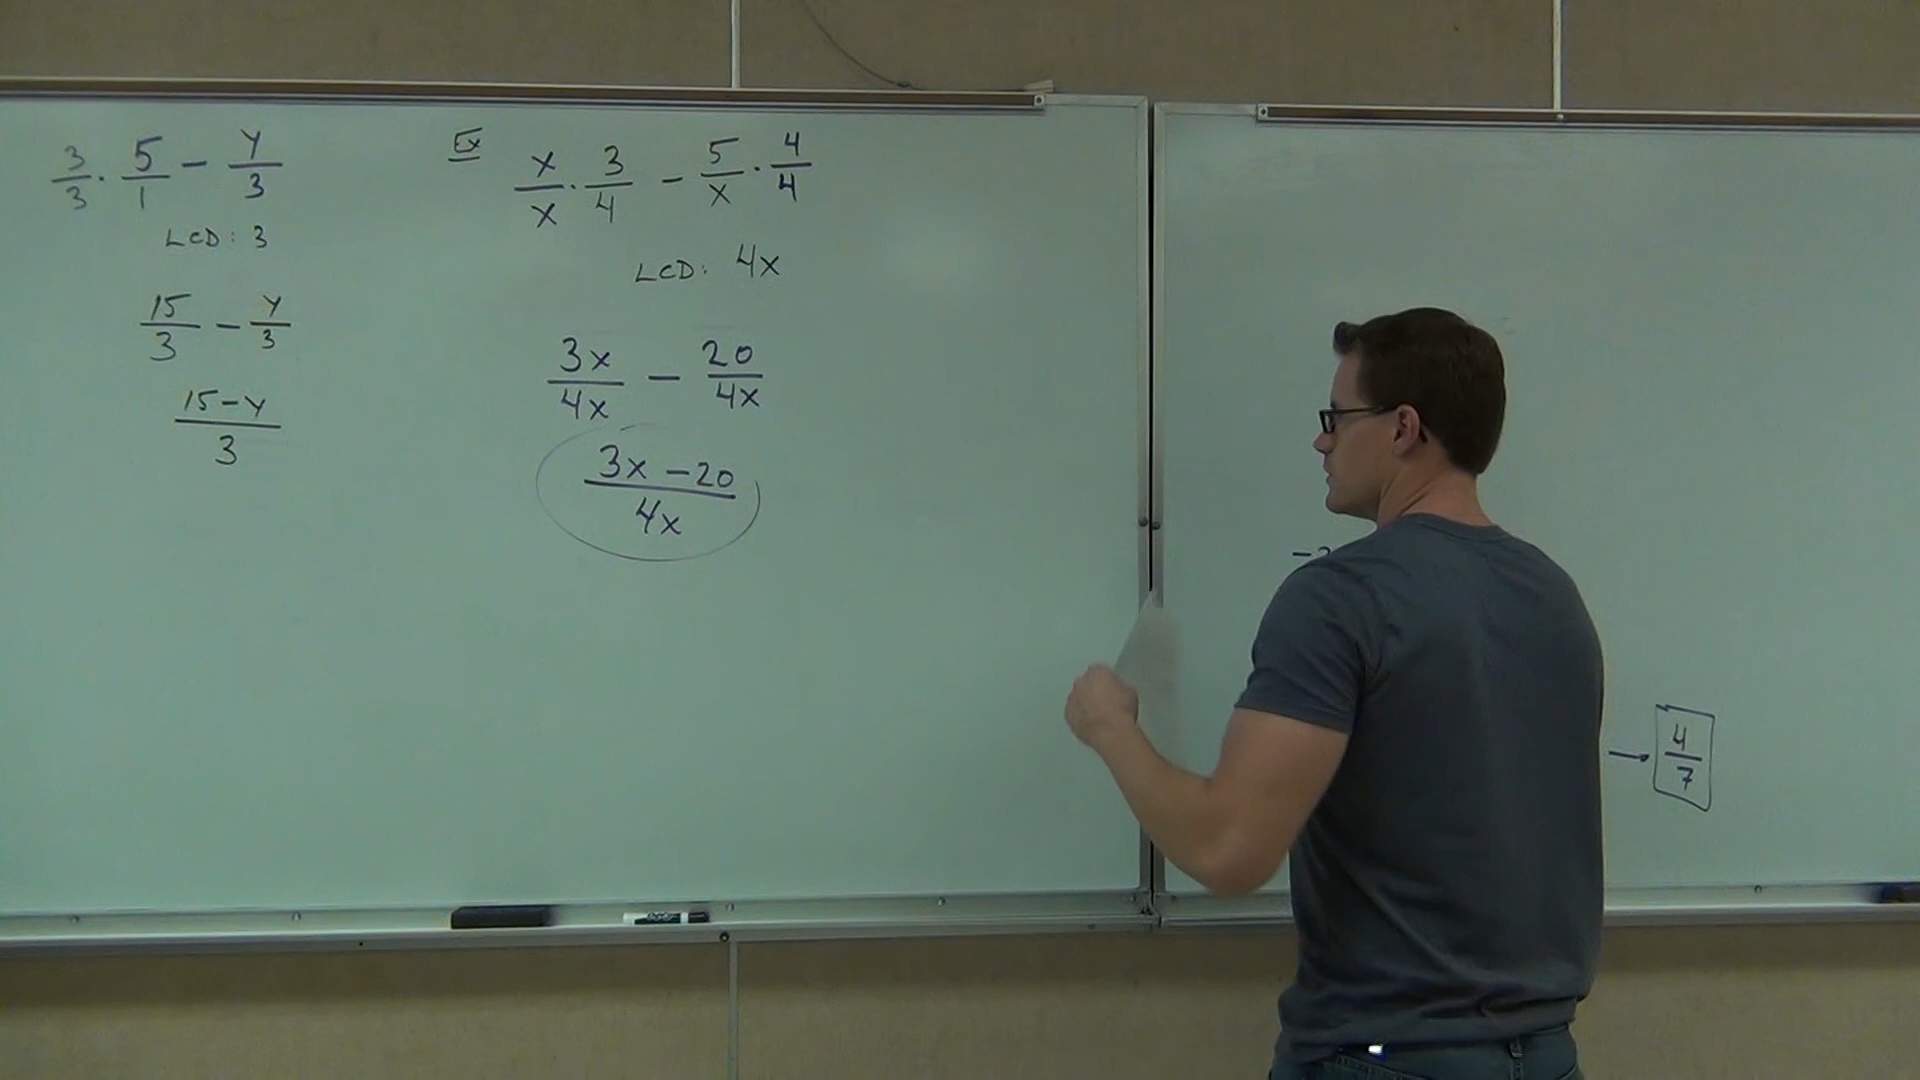 3/3 · 5/1 - y/3
LCD: 3
15/3 - y/3
15-y/3
Ex x/x · 3/4 - 5/x · 4/4
LCD: 4x
3x/4x - 20/4x
3x-20/4x
4/7